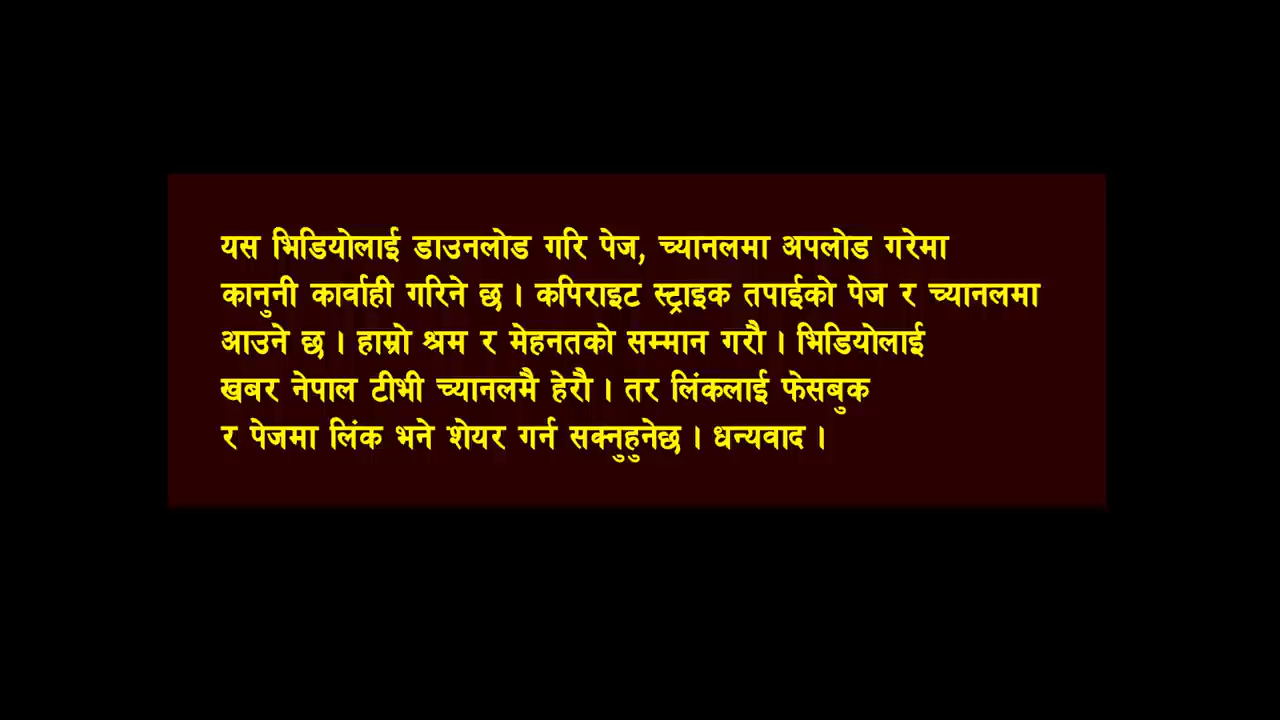 यस भिडियोलाई डाउनलोड गरि पेज, च्यानलमा अपलोड गरेमा
कानुनी कार्वाही गरिने छ । कपिराइट स्ट्राइक तपाईको पेज र च्यानलमा
आउने छ । हाम्रो श्रम र मेहनतको सम्मान गरौ । भिडियोलाई
खबर नेपाल टीभी च्यानलमै हेरौ । तर लिंकलाई फेसबुक
र पेजमा लिंक भने शेयर गर्न सक्नुहुनेछ । धन्यवाद ।